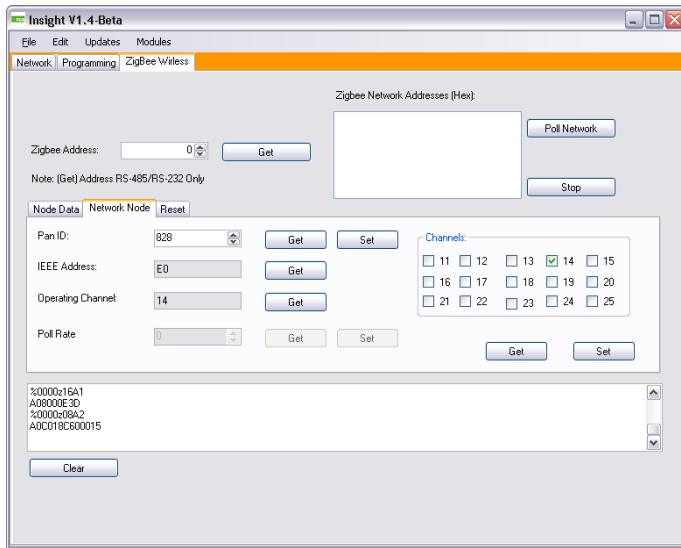 Insight V1.4-Beta
File Edit Updates Modules
Network Programming ZigBee Wirless
Zigbee Network Addresses (Hex):
Poll Network
Zigbee Address: 0 Get
Note: (Get) Address RS-485/RS-232 Only
Stop
Node Data Network Node Reset
Pan ID: 828 Get Set
Channels:
11 12 13 14 15
IEEE Address: E0 Get
16 17 18 19 20
Operating Channel: 14 Get
21 22 23 24 25
Poll Rate 0 Get Set
Get Set
%0000z16A1
A08000E3D
%0000z08A2
A0C018C600015
Clear